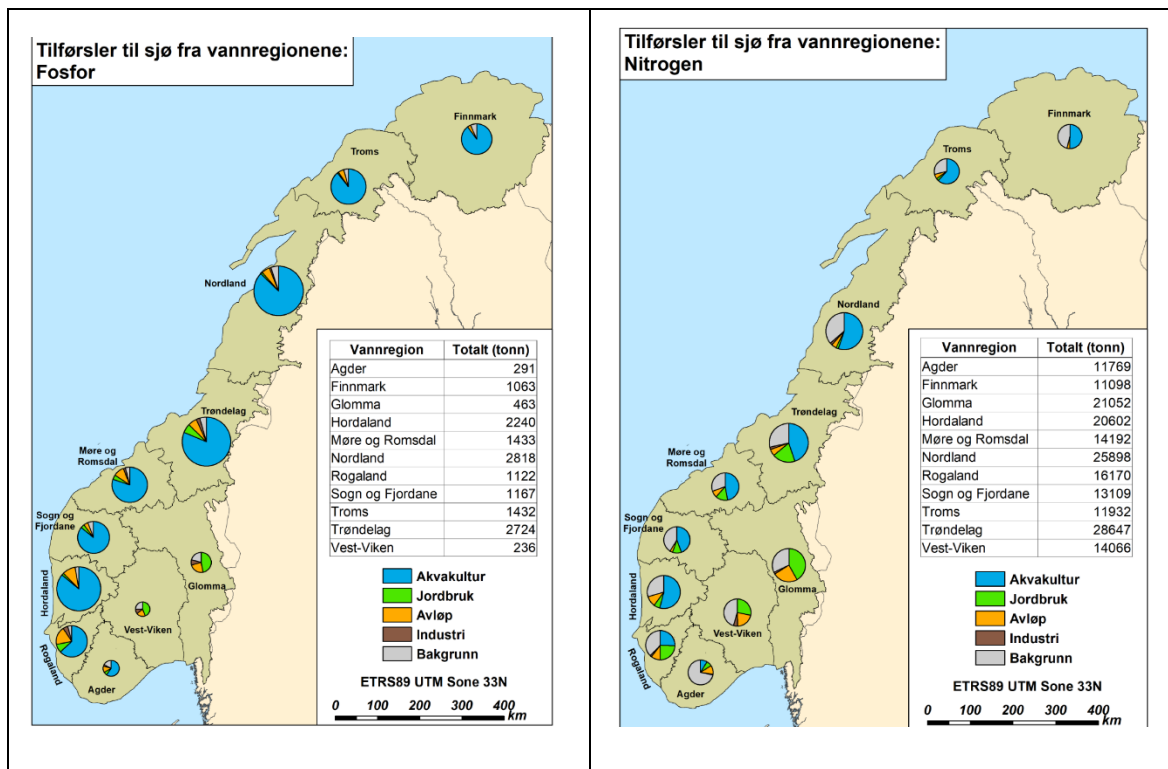 Tilførsler til sjø fra vannregionene:
Fosfor
Finnmark
Troms
Nordland
Trøndelag
Møre og
Romsdal
Sogn og
Fjordane
Hordaland
Rogaland
Agder
Vest-Viken
Glomma
Vannregion Totalt (tonn)
Agder 291
Finnmark 1063
Glomma 463
Hordaland 2240
Møre og Romsdal 1433
Nordland 2818
Rogaland 1122
Sogn og Fjordane 1167
Troms 1432
Trøndelag 2724
Vest-Viken 236
Akvakultur
Jordbruk
Avløp
Industri
Bakgrunn
ETRS89 UTM Sone 33N
0 100 200 300 400
km
Tilførsler til sjø fra vannregionene:
Nitrogen
Finnmark
Troms
Nordland
Trøndelag
Møre og
Romsdal
Sogn og
Fjordane
Hordaland
Rogaland
Agder
Vest-Viken
Glomma
Vannregion Totalt (tonn)
Agder 11769
Finnmark 11098
Glomma 21052
Hordaland 20602
Møre og Romsdal 14192
Nordland 25898
Rogaland 16170
Sogn og Fjordane 13109
Troms 11932
Trøndelag 28647
Vest-Viken 14066
Akvakultur
Jordbruk
Avløp
Industri
Bakgrunn
ETRS89 UTM Sone 33N
0 100 200 300 400
km